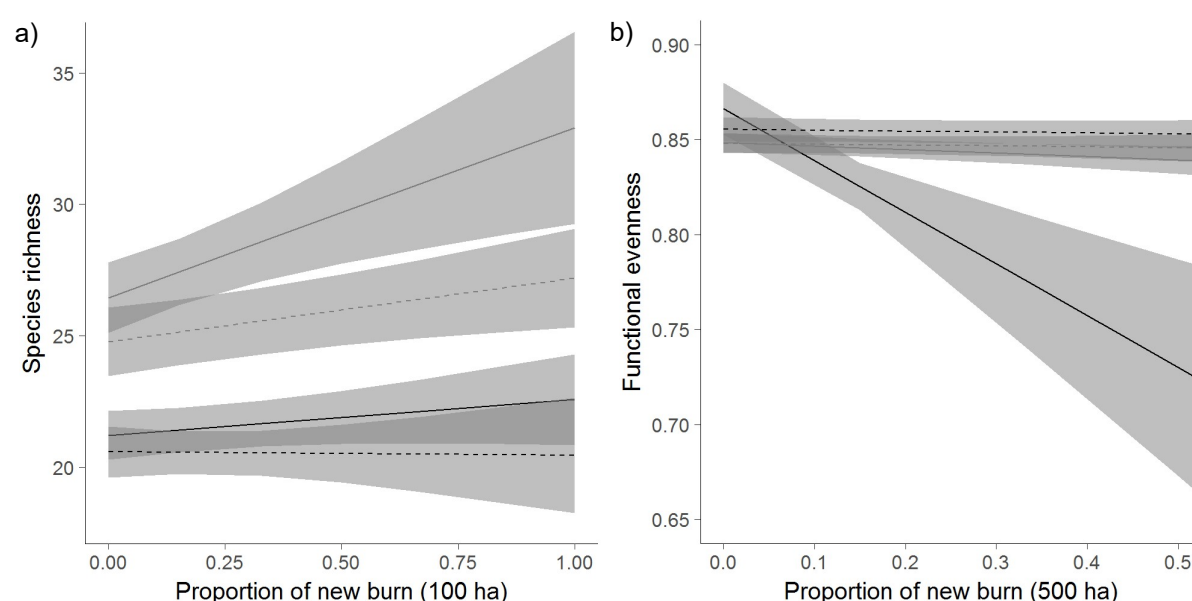 a)
Species richness
35
30
25
20
0.00 0.25 0.50 0.75 1.00
Proportion of new burn (100 ha)
b)
Functional evenness
0.90
0.85
0.80
0.75
0.70
0.65
0.0 0.1 0.2 0.3 0.4 0.5
Proportion of new burn (500 ha)